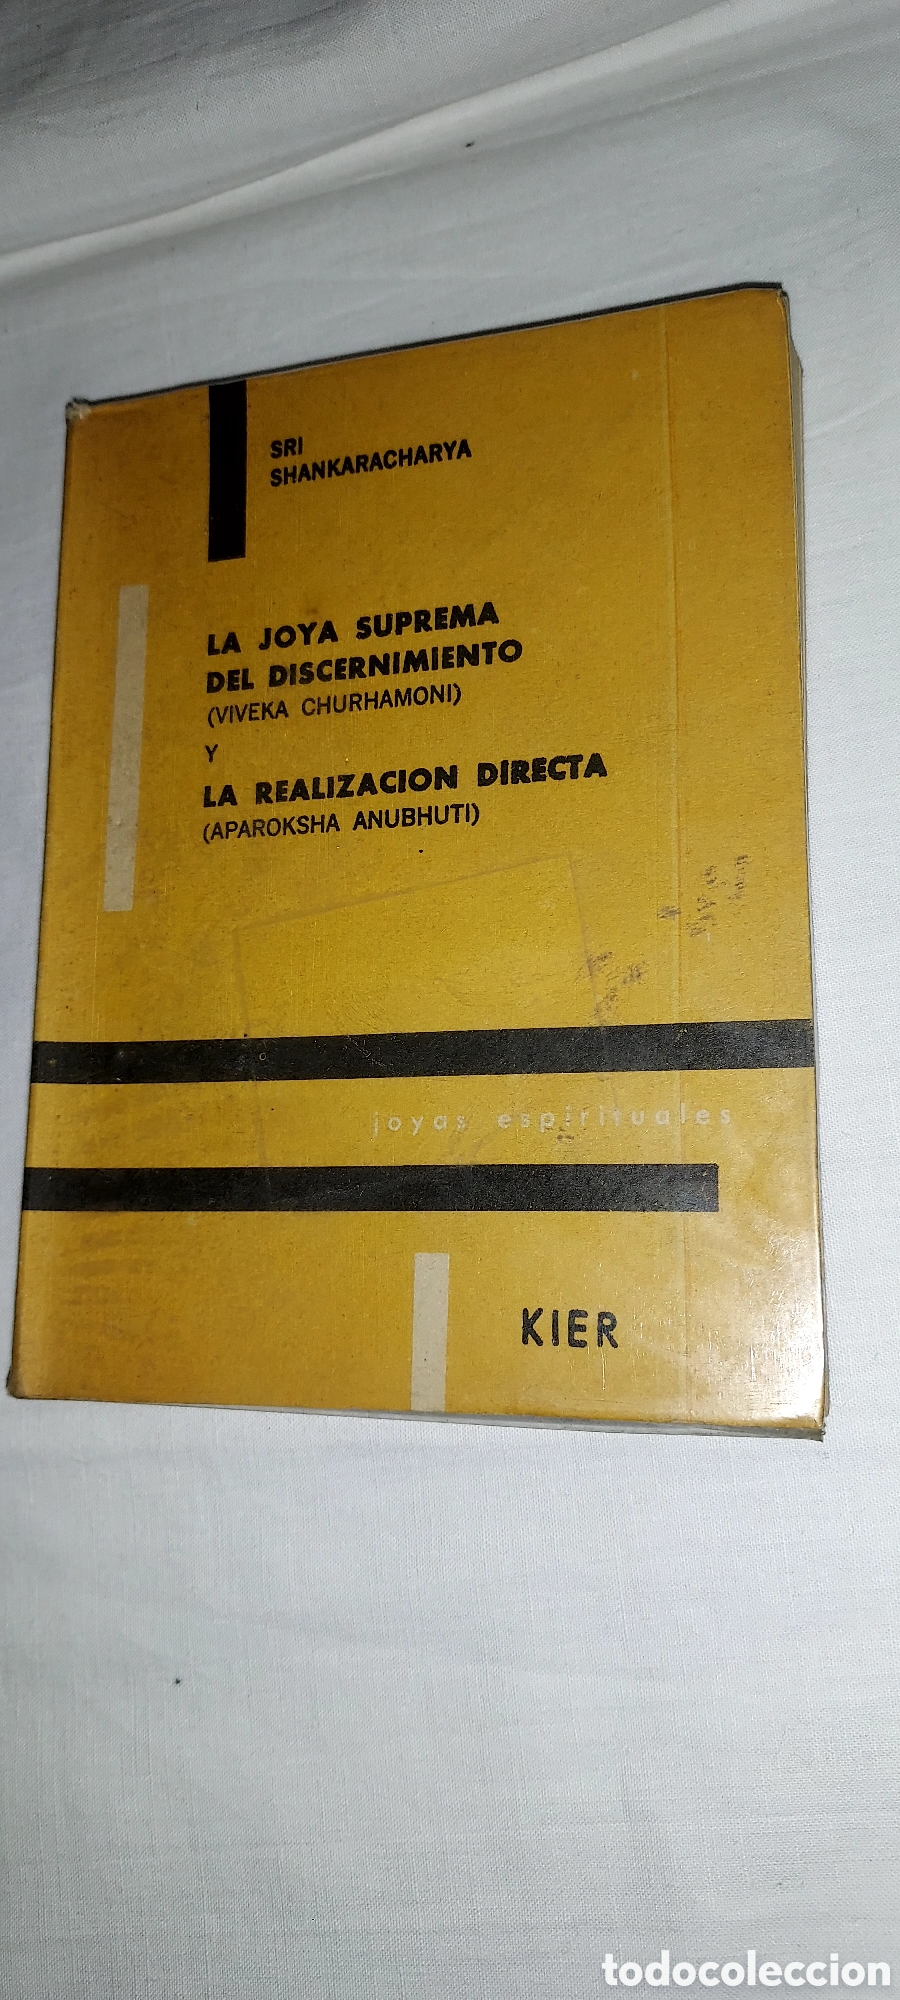 SRI
SHANKARACHARYA
LA JOYA SUPREMA
DEL DISCERNIMIENTO
(VIVEKA CHURHAMONI)
Y
LA REALIZACION DIRECTA
(APAROKSHA ANUBHUTI)
joyas espirituales
KIER
todocoleccion